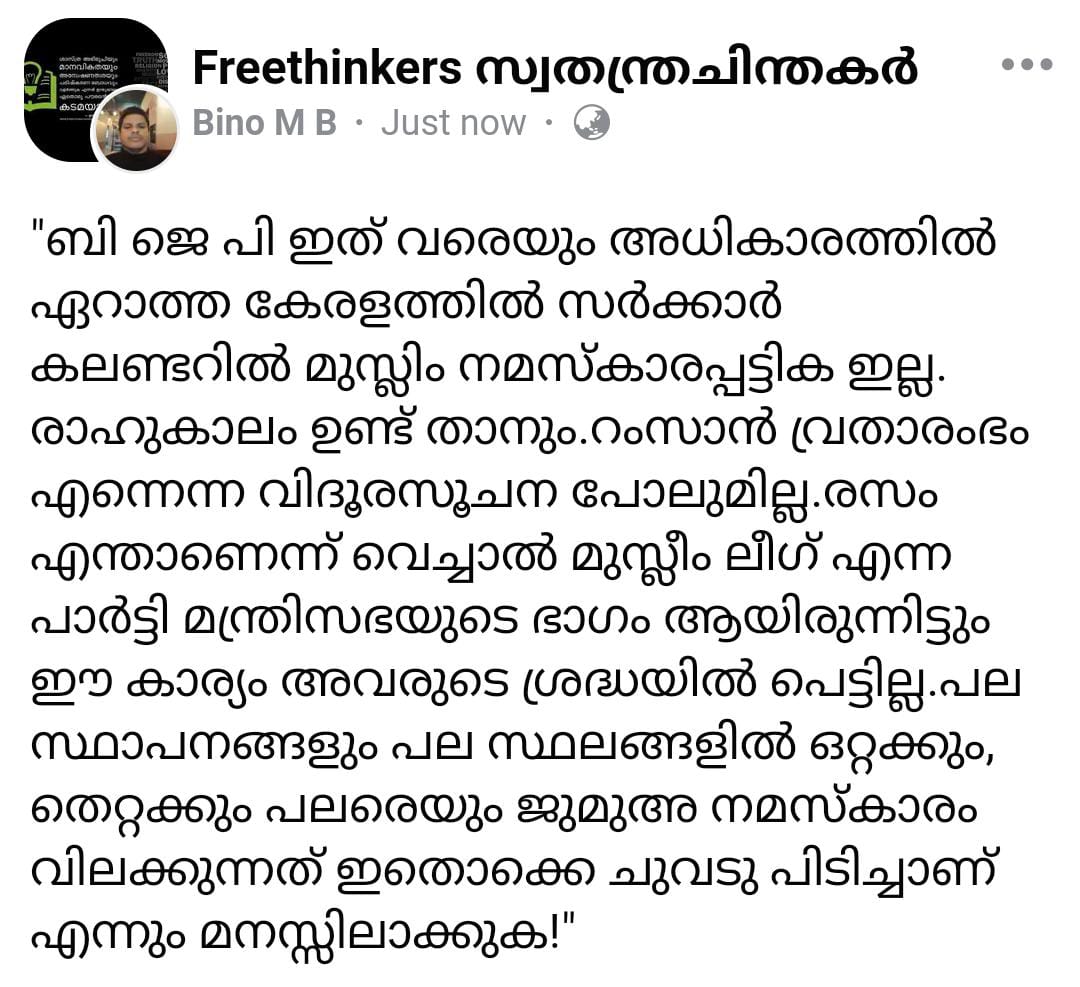 Freethinkers സ്വതന്ത്രചിന്തകർ
Bino M B · Just now ·
"ബി ജെ പി ഇത് വരെയും അധികാരത്തിൽ
ഏറാത്ത കേരളത്തിൽ സർക്കാർ
കലണ്ടറിൽ മുസ്ലിം നമസ്കാരപ്പട്ടിക ഇല്ല.
രാഹുകാലം ഉണ്ട് താനും.റംസാൻ വ്രതാരംഭം
എന്നെന്ന വിദൂരസൂചന പോലുമില്ല.രസം
എന്താണെന്ന് വെച്ചാൽ മുസ്ലീം ലീഗ് എന്ന
പാർട്ടി മന്ത്രിസഭയുടെ ഭാഗം ആയിരുന്നിട്ടും
ഈ കാര്യം അവരുടെ ശ്രദ്ധയിൽ പെട്ടില്ല.പല
സ്ഥാപനങ്ങളും പല സ്ഥലങ്ങളിൽ ഒറ്റക്കും,
തെറ്റക്കും പലരെയും ജുമുഅ നമസ്കാരം
വിലക്കുന്നത് ഇതൊക്കെ ചുവടു പിടിച്ചാണ്
എന്നും മനസ്സിലാക്കുക!"